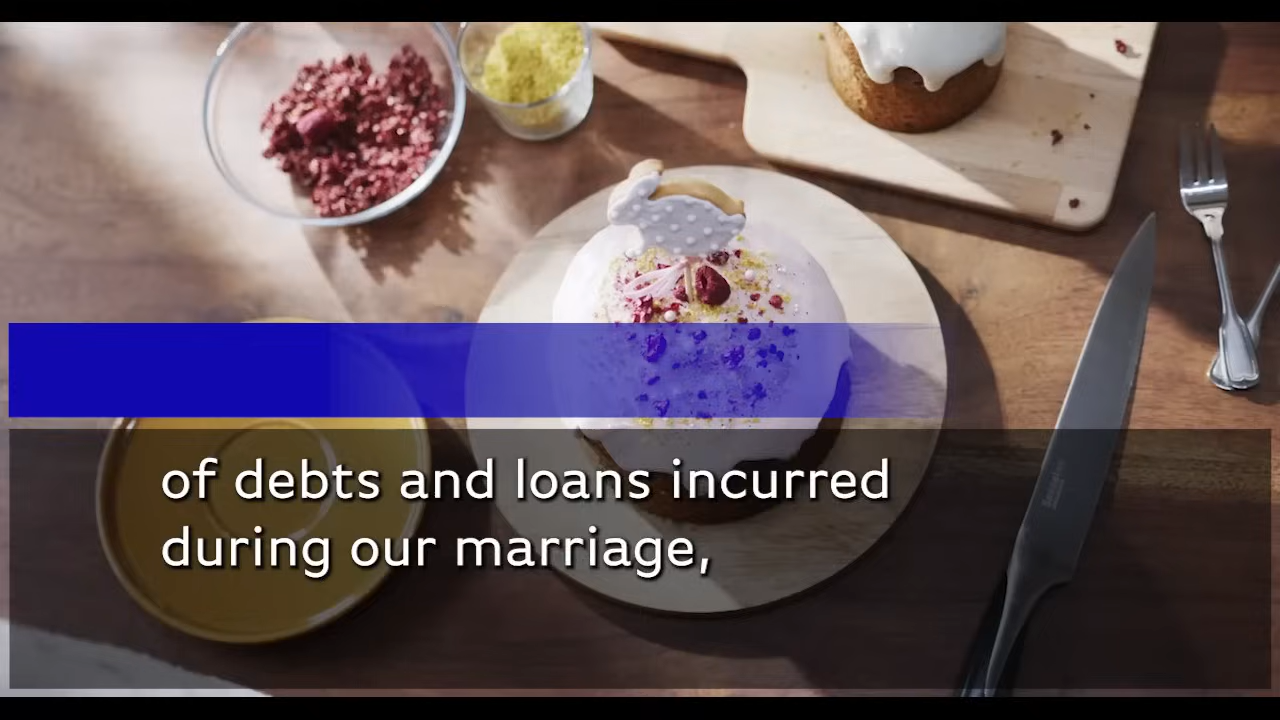 of debts and loans incurred
during our marriage,